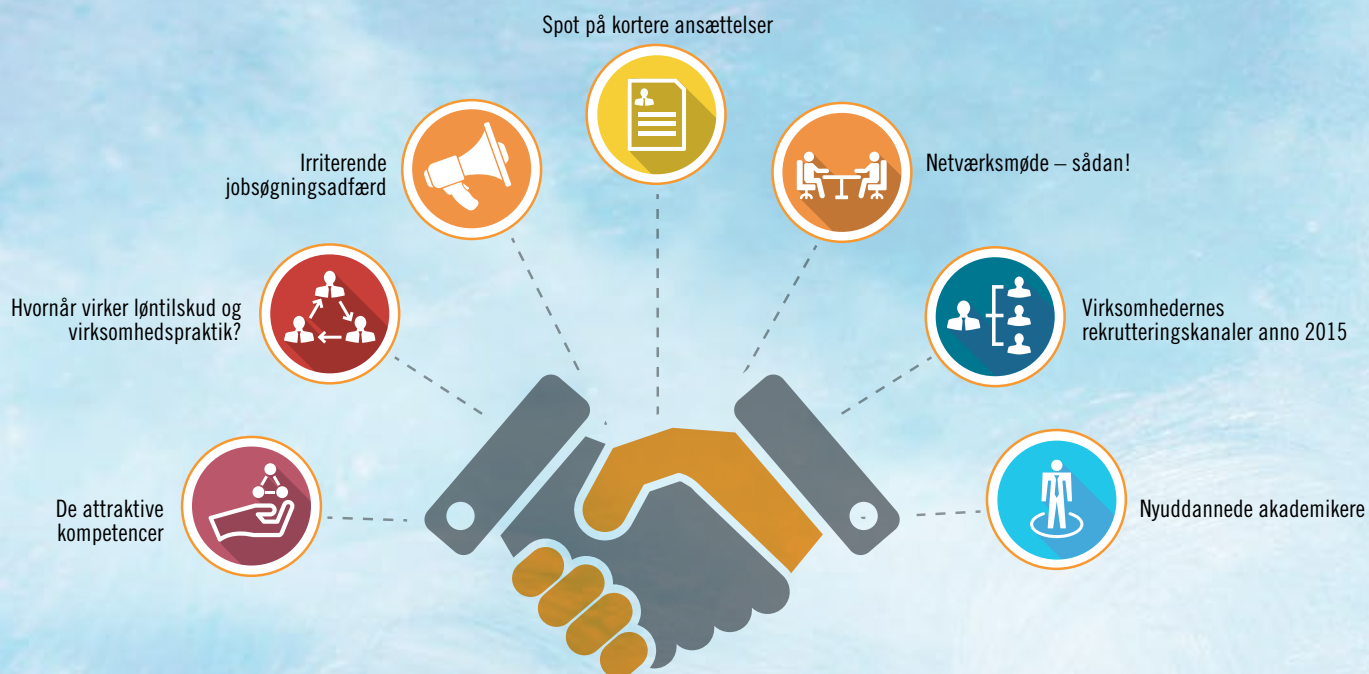 Spot på kortere ansættelser
Irriterende
jobsøgningsadfærd
Netværksmøde – sådan!
Hvornår virker løntilskud og
virksomhedspraktik?
Virksomhedernes
rekrutteringskanaler anno 2015
De attraktive
kompetencer
Nyuddannede akademikere